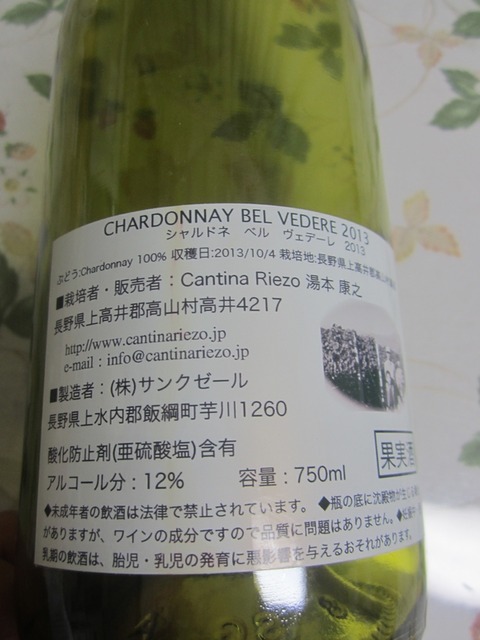 CHARDONNAY BEL VEDERE 2013
シャルドネ ベル ヴェデーレ 2013
ぶどう:Chardonnay 100% 収穫日:2013/10/4 栽培地:長野県上高井郡高山
■栽培者・販売者：Cantina Riezo 湯本 康之
長野県上高井郡高山村高井4217
http://www.cantinariezo.jp
e-mail : info@cantinariezo.jp
■製造者：(株)サンクゼール
長野県上水内郡飯綱町芋川1260
酸化防止剤(亜硫酸塩)含有
果実酒
アルコール分：12% 容量：750ml
◆未成年者の飲酒は法律で禁止されています。 ◆瓶の底に沈殿物が生じる
がありますが、ワインの成分ですので品質に問題はありません。◆妊娠中
乳期の飲酒は、胎児・乳児の発育に悪影響を与えるおそれがあります。